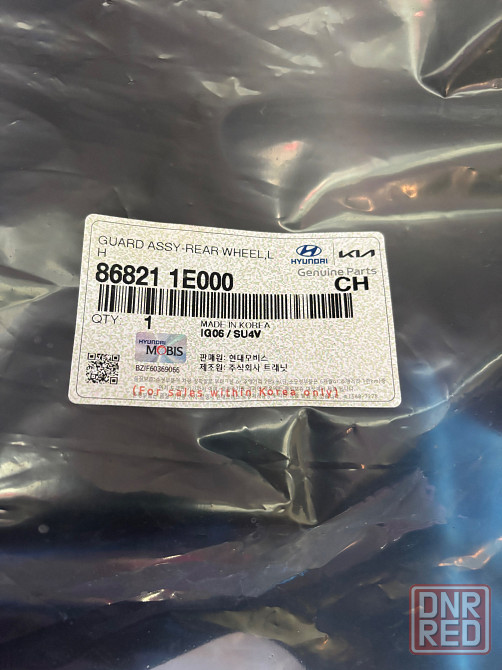 GUARD ASSY-REAR WHEEL,L
H
HYUNDAI KIA
Genuine Parts
86821 1E000
CH
QTY: 1
MADE IN KOREA
IG06 / SU4V
HYUNDAI
MOBIS
BZIF60369066
판매원: 현대모비스
제조원: 주식회사 드래닛
(For sales within Korea only)
DNR
RED